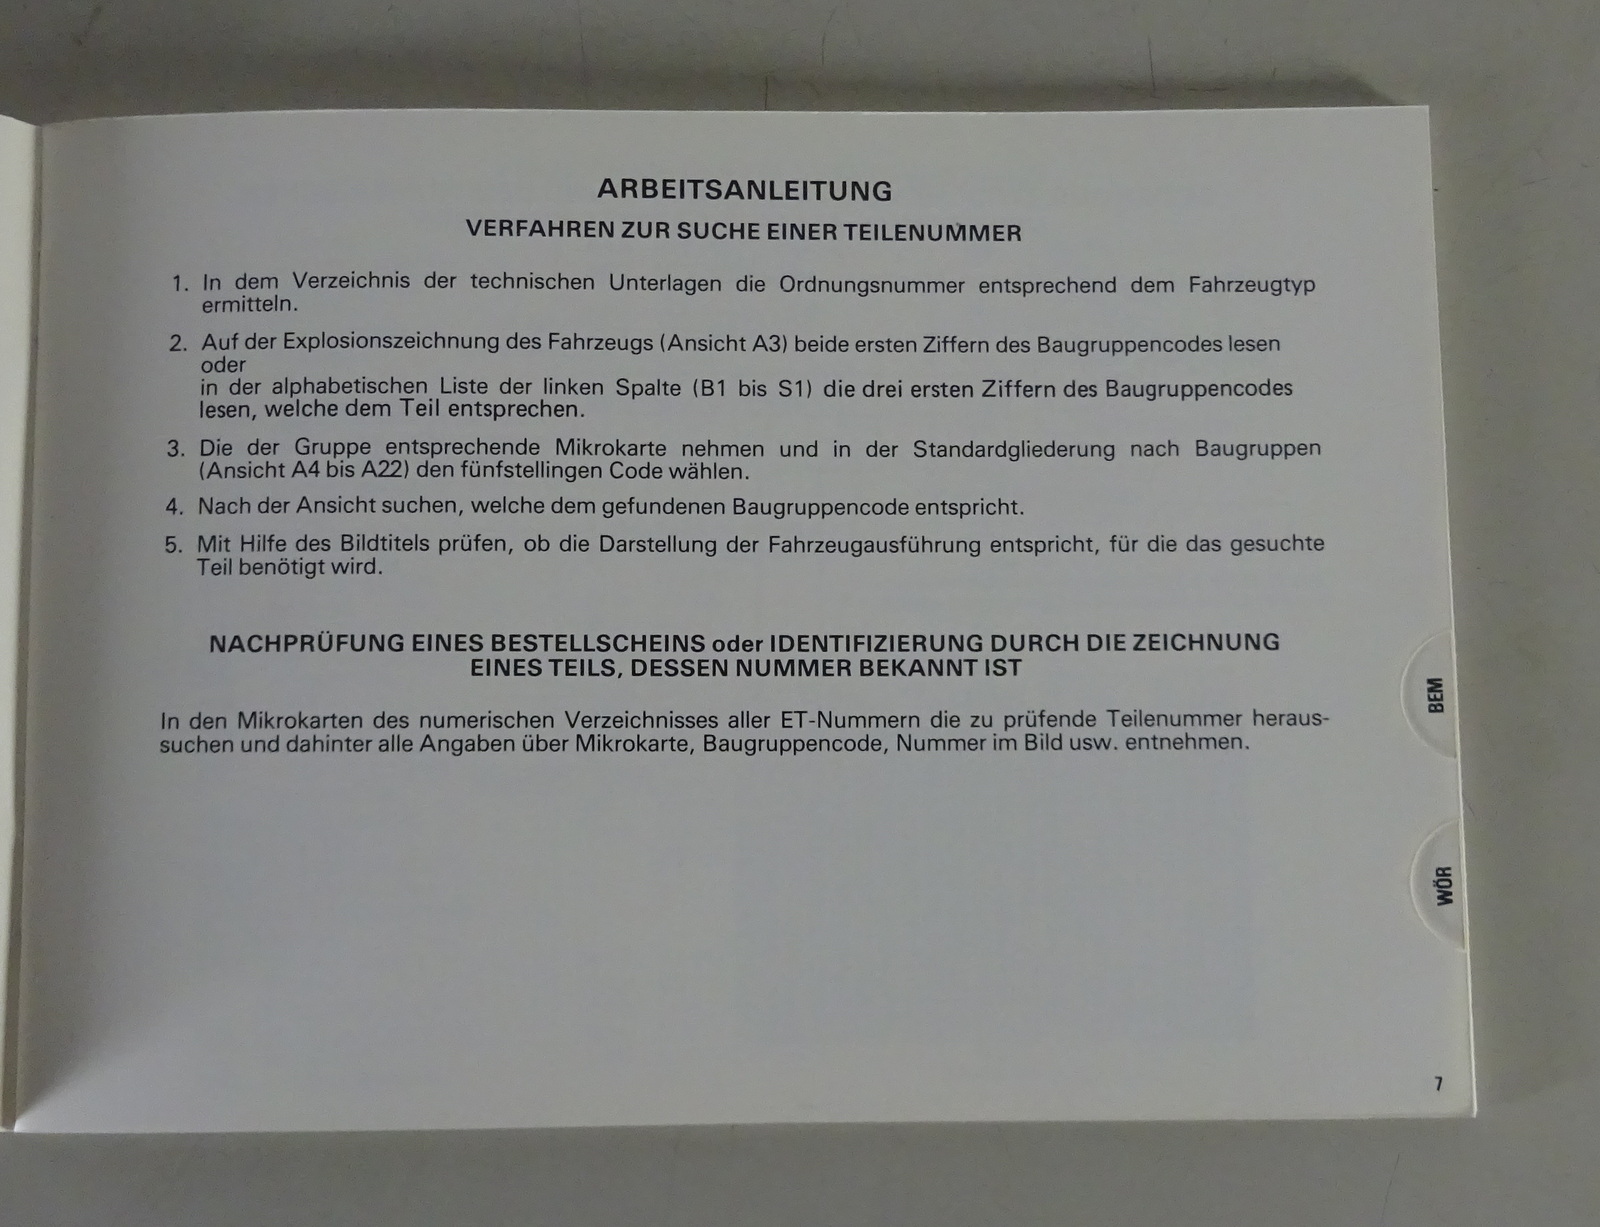 ARBEITSANLEITUNG
VERFAHREN ZUR SUCHE EINER TEILENUMMER
1. In dem Verzeichnis der technischen Unterlagen die Ordnungsnummer entsprechend dem Fahrzeugtyp
ermitteln.
2. Auf der Explosionszeichnung des Fahrzeugs (Ansicht A3) beide ersten Ziffern des Baugruppencodes lesen
oder
in der alphabetischen Liste der linken Spalte (B1 bis S1) die drei ersten Ziffern des Baugruppencodes
lesen, welche dem Teil entsprechen.
3. Die der Gruppe entsprechende Mikrokarte nehmen und in der Standardgliederung nach Baugruppen
(Ansicht A4 bis A22) den fünfstellingen Code wählen.
4. Nach der Ansicht suchen, welche dem gefundenen Baugruppencode entspricht.
5. Mit Hilfe des Bildtitels prüfen, ob die Darstellung der Fahrzeugausführung entspricht, für die das gesuchte
Teil benötigt wird.
NACHPRÜFUNG EINES BESTELLSCHEINS oder IDENTIFIZIERUNG DURCH DIE ZEICHNUNG
EINES TEILS, DESSEN NUMMER BEKANNT IST
In den Mikrokarten des numerischen Verzeichnisses aller ET-Nummern die zu prüfende Teilenummer heraus-
suchen und dahinter alle Angaben über Mikrokarte, Baugruppencode, Nummer im Bild usw. entnehmen.
BEM
WÖR
7